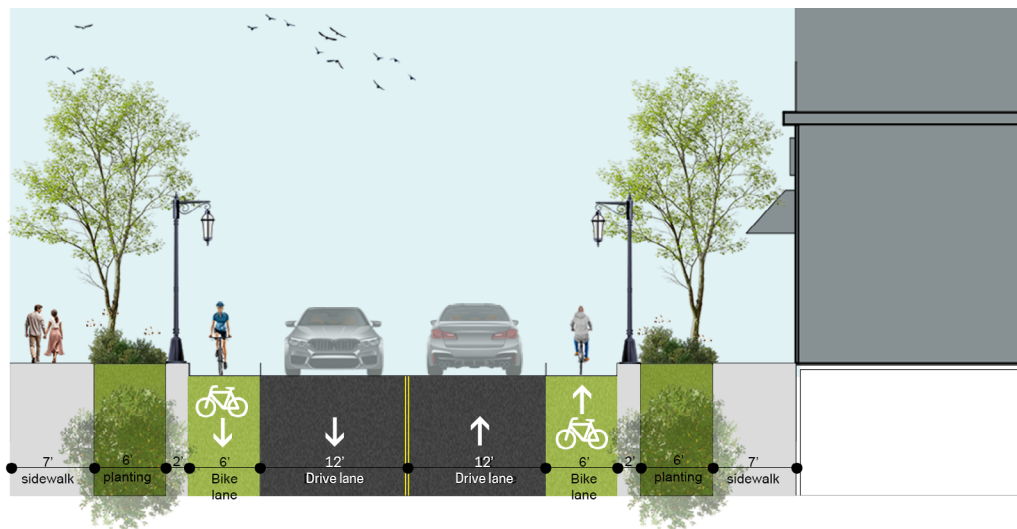 7'
sidewalk
6'
planting
2'
6'
Bike
lane
12'
Drive lane
12'
Drive lane
6'
Bike
lane
2'
6'
planting
7'
sidewalk